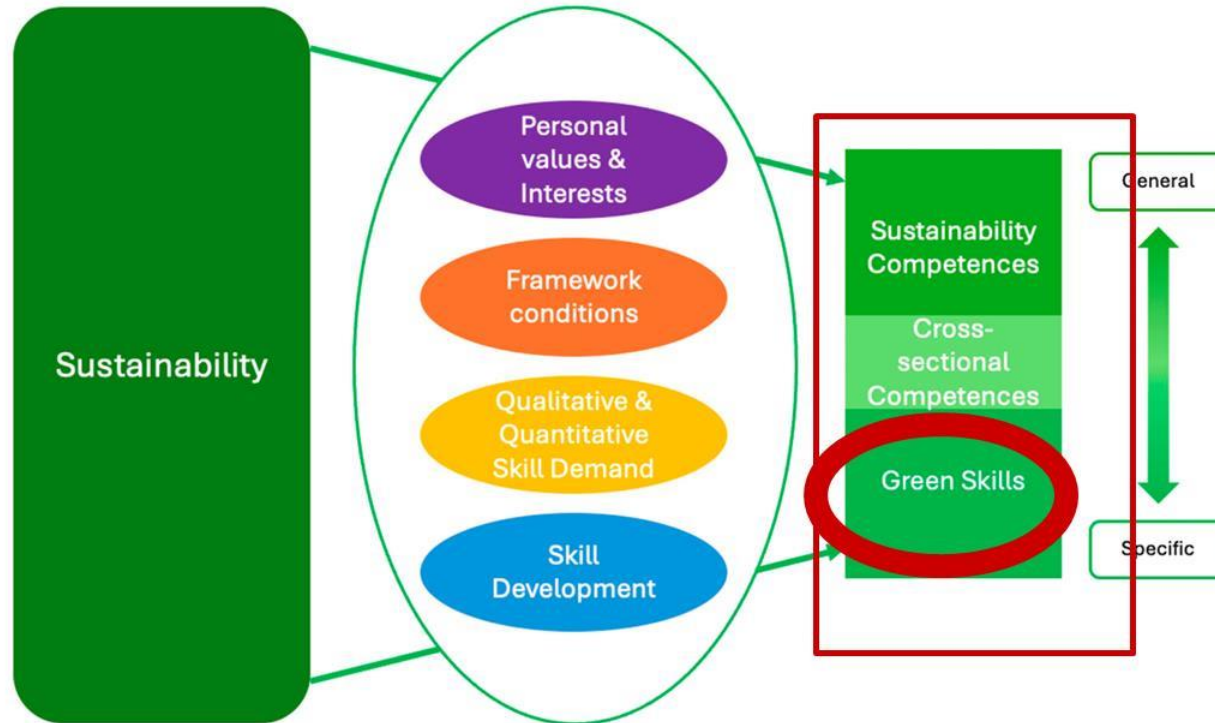 Sustainability
Personal
values &
Interests
Framework
conditions
Qualitative &
Quantitative
Skill Demand
Skill
Development
Sustainability
Competences
Cross-
sectional
Competences
Green Skills
General
Specific